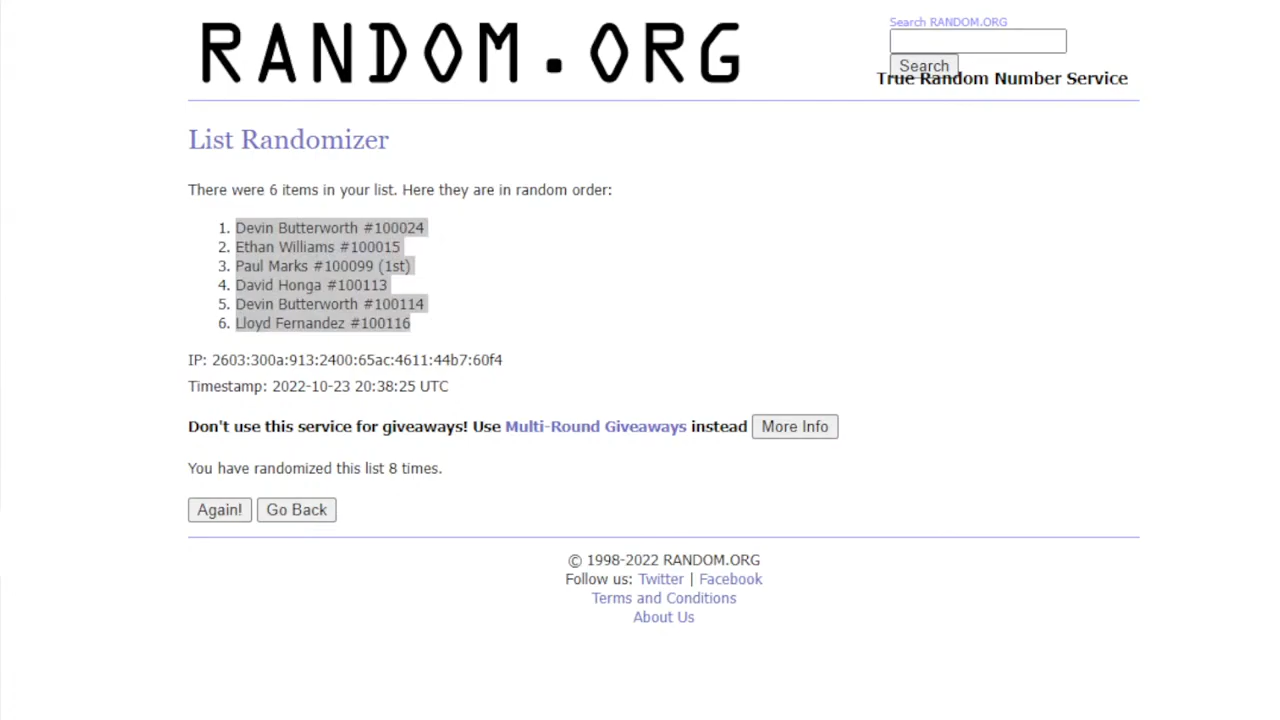 RANDOM.ORG
Search RANDOM.ORG
Search
True Random Number Service
List Randomizer
There were 6 items in your list. Here they are in random order:
1. Devin Butterworth #100024
2. Ethan Williams #100015
3. Paul Marks #100099 (1st)
4. David Honga #100113
5. Devin Butterworth #100114
6. Lloyd Fernandez #100116
IP: 2603:300a:913:2400:65ac:4611:44b7:60f4
Timestamp: 2022-10-23 20:38:25 UTC
Don't use this service for giveaways! Use Multi-Round Giveaways instead More Info
You have randomized this list 8 times.
Again! Go Back
© 1998-2022 RANDOM.ORG
Follow us: Twitter | Facebook
Terms and Conditions
About Us